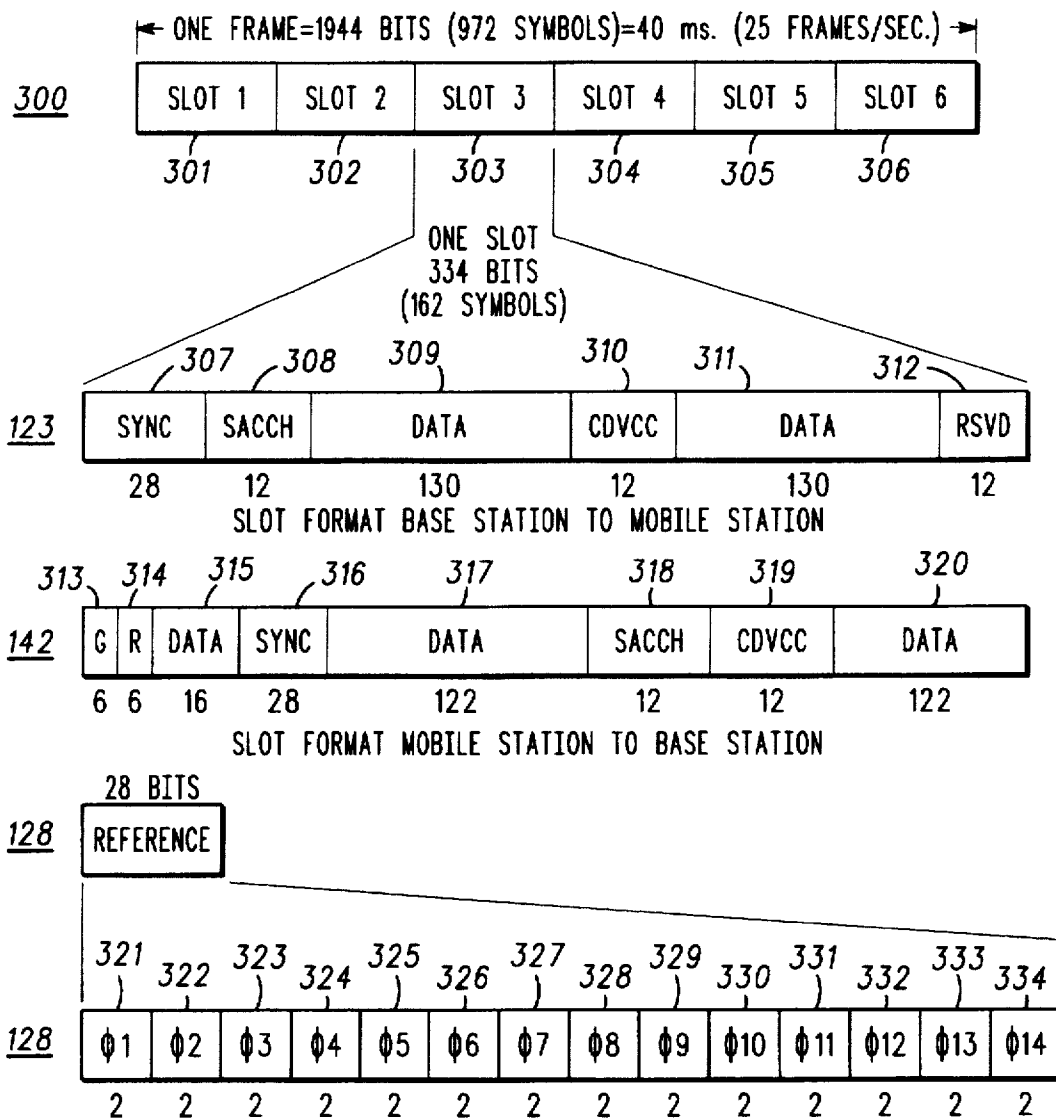 ONE FRAME=1944 BITS (972 SYMBOLS)=40 ms. (25 FRAMES/SEC.)
300
SLOT 1 SLOT 2 SLOT 3 SLOT 4 SLOT 5 SLOT 6
301 302 303 304 305 306
ONE SLOT
334 BITS
(162 SYMBOLS)
307 308 309 310 311 312
123 SYNC SACCH DATA CDVCC DATA RSVD
28 12 130 12 130 12
SLOT FORMAT BASE STATION TO MOBILE STATION
313 314 315 316 317 318 319 320
142 G R DATA SYNC DATA SACCH CDVCC DATA
6 6 16 28 122 12 12 122
SLOT FORMAT MOBILE STATION TO BASE STATION
28 BITS
128 REFERENCE
321 322 323 324 325 326 327 328 329 330 331 332 333 334
128 ϕ1 ϕ2 ϕ3 ϕ4 ϕ5 ϕ6 ϕ7 ϕ8 ϕ9 ϕ10 ϕ11 ϕ12 ϕ13 ϕ14
2 2 2 2 2 2 2 2 2 2 2 2 2 2